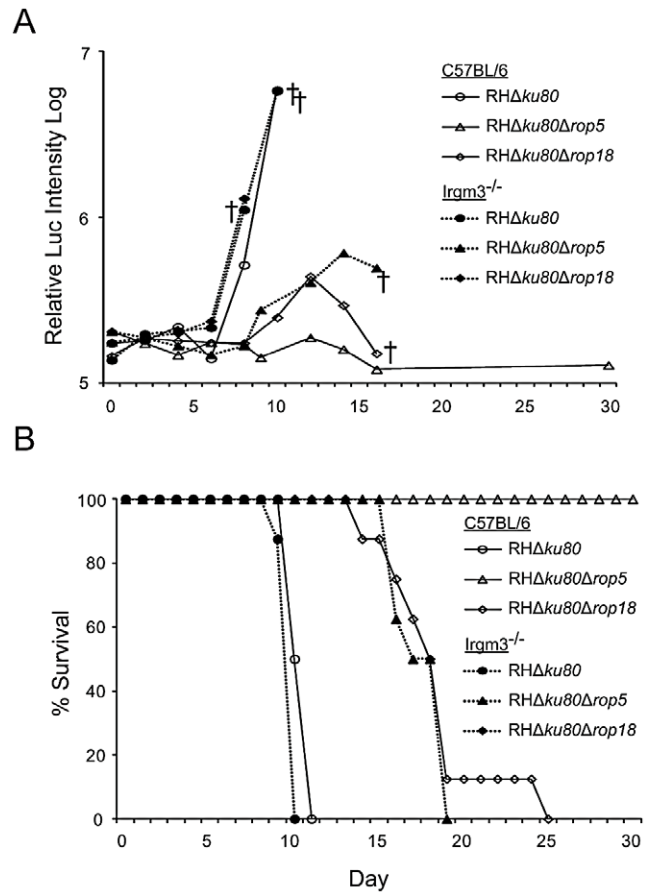 A
Relative Luc Intensity Log
7
6
5
0 5 10 15 20 25 30
†
†
†
†
†
C57BL/6
RHΔku80
RHΔku80Δrop5
RHΔku80Δrop18
Irgm3-/-
RHΔku80
RHΔku80Δrop5
RHΔku80Δrop18
B
% Survival
100
80
60
40
20
0
0 5 10 15 20 25 30
Day
C57BL/6
RHΔku80
RHΔku80Δrop5
RHΔku80Δrop18
Irgm3-/-
RHΔku80
RHΔku80Δrop5
RHΔku80Δrop18